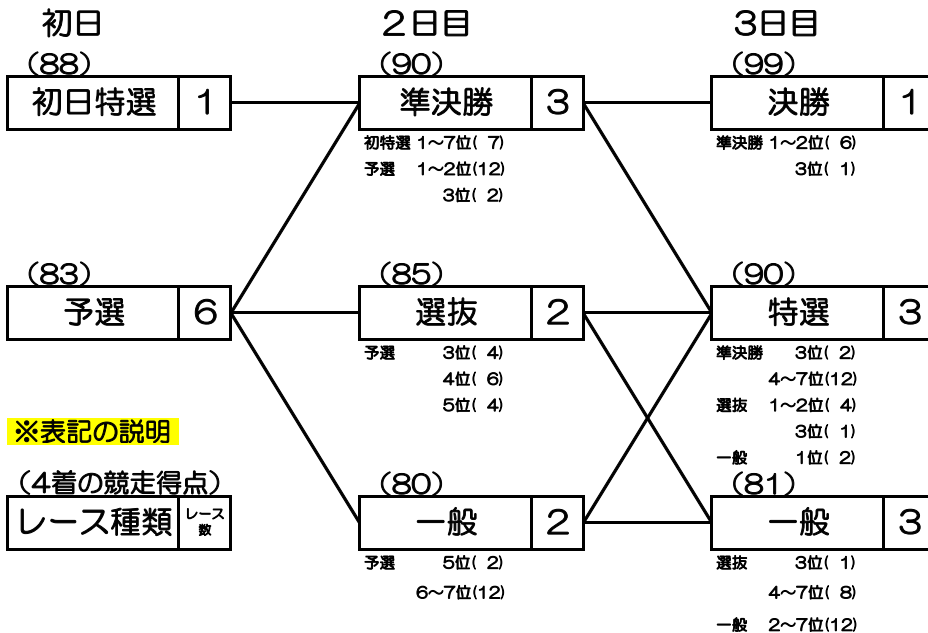 初日
(88)
初日特選 1
(83)
予選 6
※表記の説明
(4着の競走得点)
レース種類 レース数
2日目
(90)
準決勝 3
初特選 1～7位( 7)
予選 1～2位(12)
3位( 2)
(85)
選抜 2
予選 3位( 4)
4位( 6)
5位( 4)
(80)
一般 2
予選 5位( 2)
6～7位(12)
3日目
(99)
決勝 1
準決勝 1～2位( 6)
3位( 1)
(90)
特選 3
準決勝 3位( 2)
4～7位(12)
選抜 1～2位( 4)
3位( 1)
一般 1位( 2)
(81)
一般 3
選抜 3位( 1)
4～7位( 8)
一般 2～7位(12)